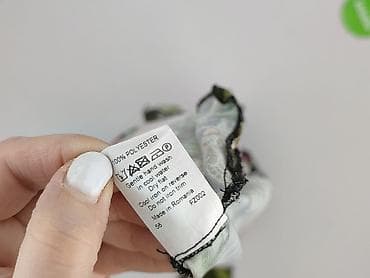 100% POLYESTER
Gentle hand wash
in cool water
Dry flat
Cool iron on reverse
Do not iron trim
Made in Romania
56 FZ002